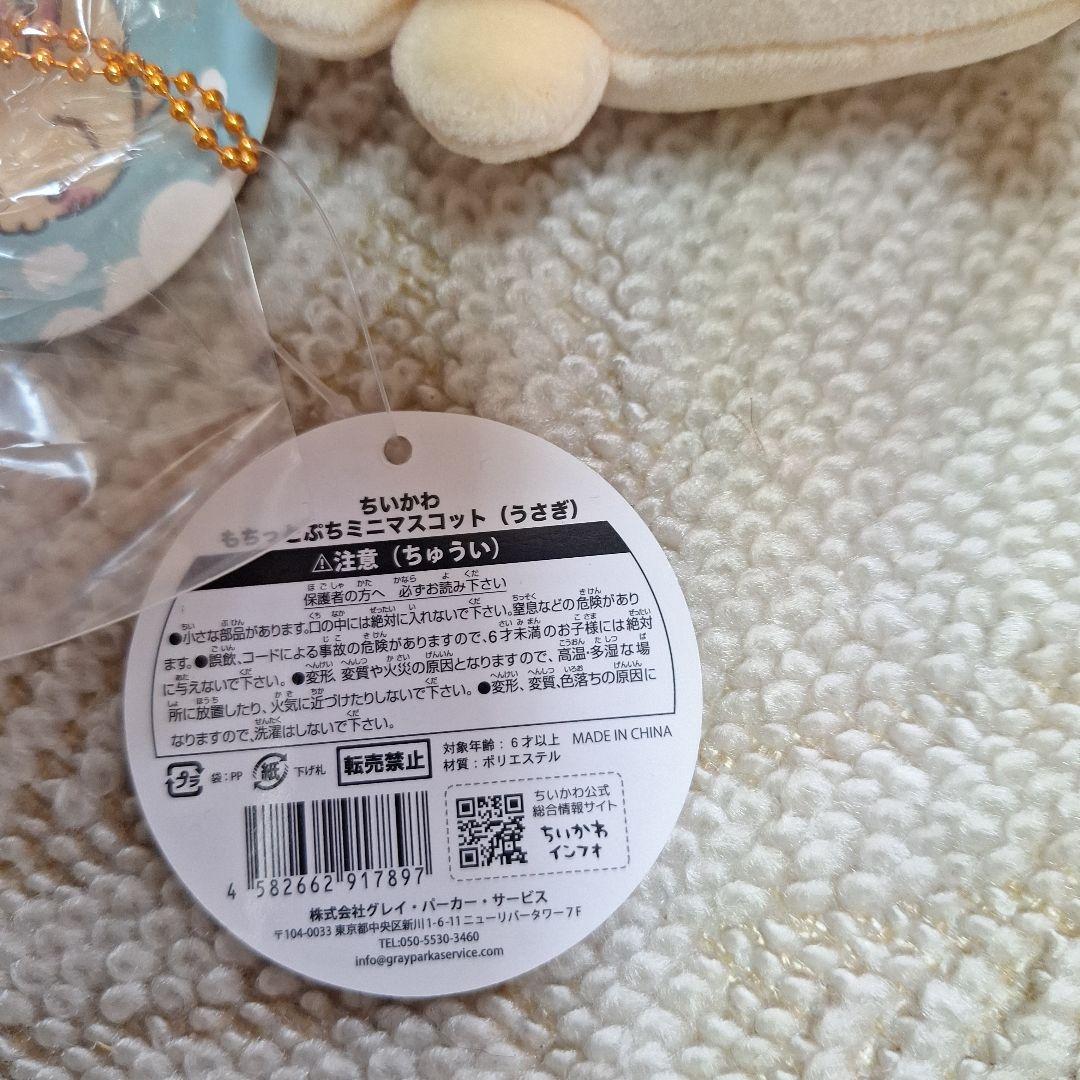 ちいかわ
もちっとぷちミニマスコット（うさぎ）
⚠注意（ちゅうい）
保護者の方へ 必ずお読み下さい
●小さな部品があります。口の中には絶対に入れないで下さい。窒息などの危険があり
ます。●誤飲、コードによる事故の危険がありますので、6才未満のお子様には絶対
に与えないで下さい。●変形、変質や火災の原因となりますので、高温・多湿な場
所に放置したり、火気に近づけたりしないで下さい。●変形、変質、色落ちの原因に
なりますので、洗濯はしないで下さい。
プラ 袋：PP 紙 下げ札 転売禁止
対象年齢：6才以上 MADE IN CHINA
材質：ポリエステル
4 582662 917897
ちいかわ公式
総合情報サイト
ちいかわ
インフォ
株式会社グレイ・パーカー・サービス
〒104-0033 東京都中央区新川1-6-11ニューリバータワー7F
TEL:050-5530-3460
info@grayparkaservice.com